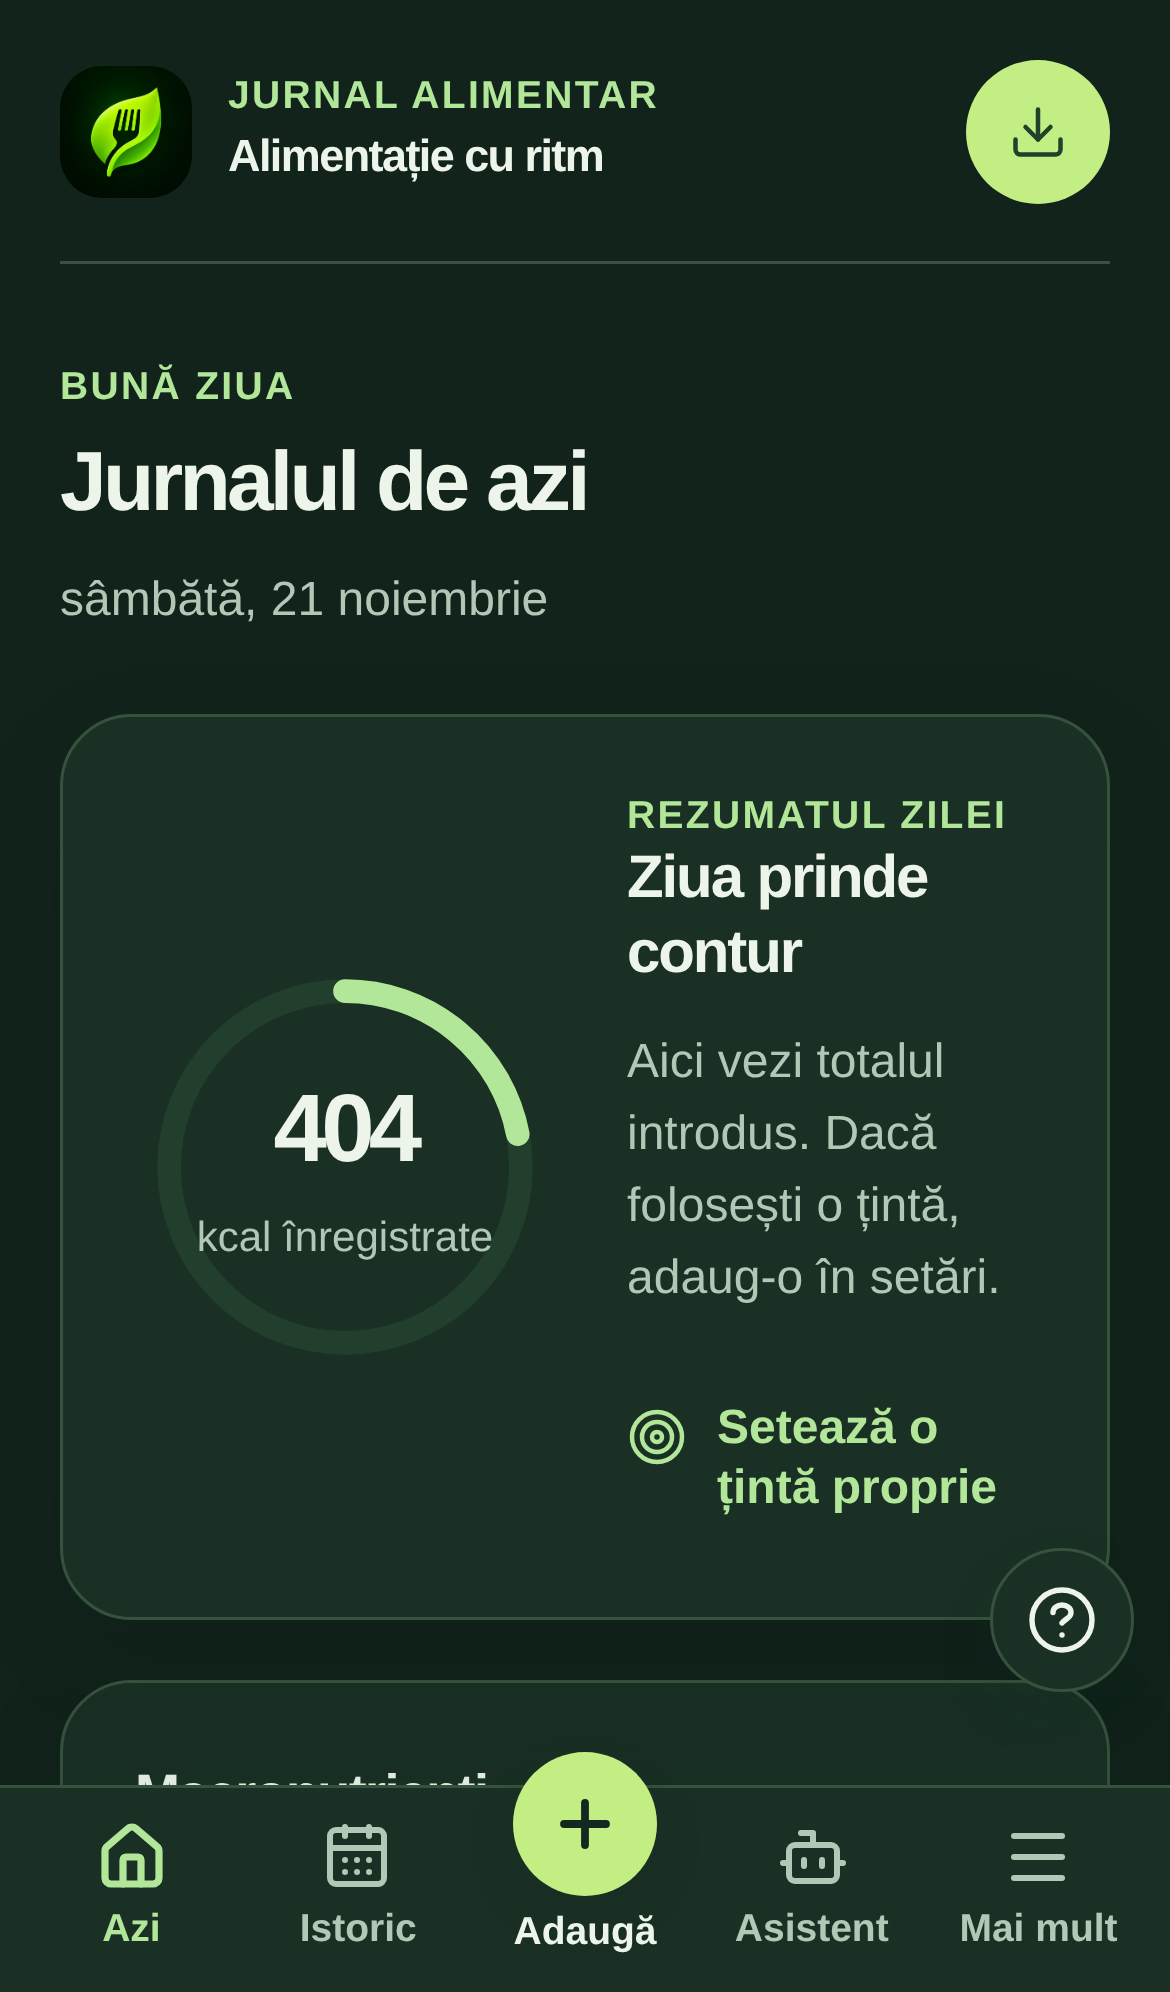 JURNAL ALIMENTAR
Alimentație cu ritm
BUNĂ ZIUA
Jurnalul de azi
sâmbătă, 21 noiembrie
REZUMATUL ZILEI
Ziua prinde
contur
404
kcal înregistrate
Aici vezi totalul
introdus. Dacă
folosești o țintă,
adaug-o în setări.
Setează o
țintă proprie
Macronutrienți
Azi
Istoric
Adaugă
Asistent
Mai mult